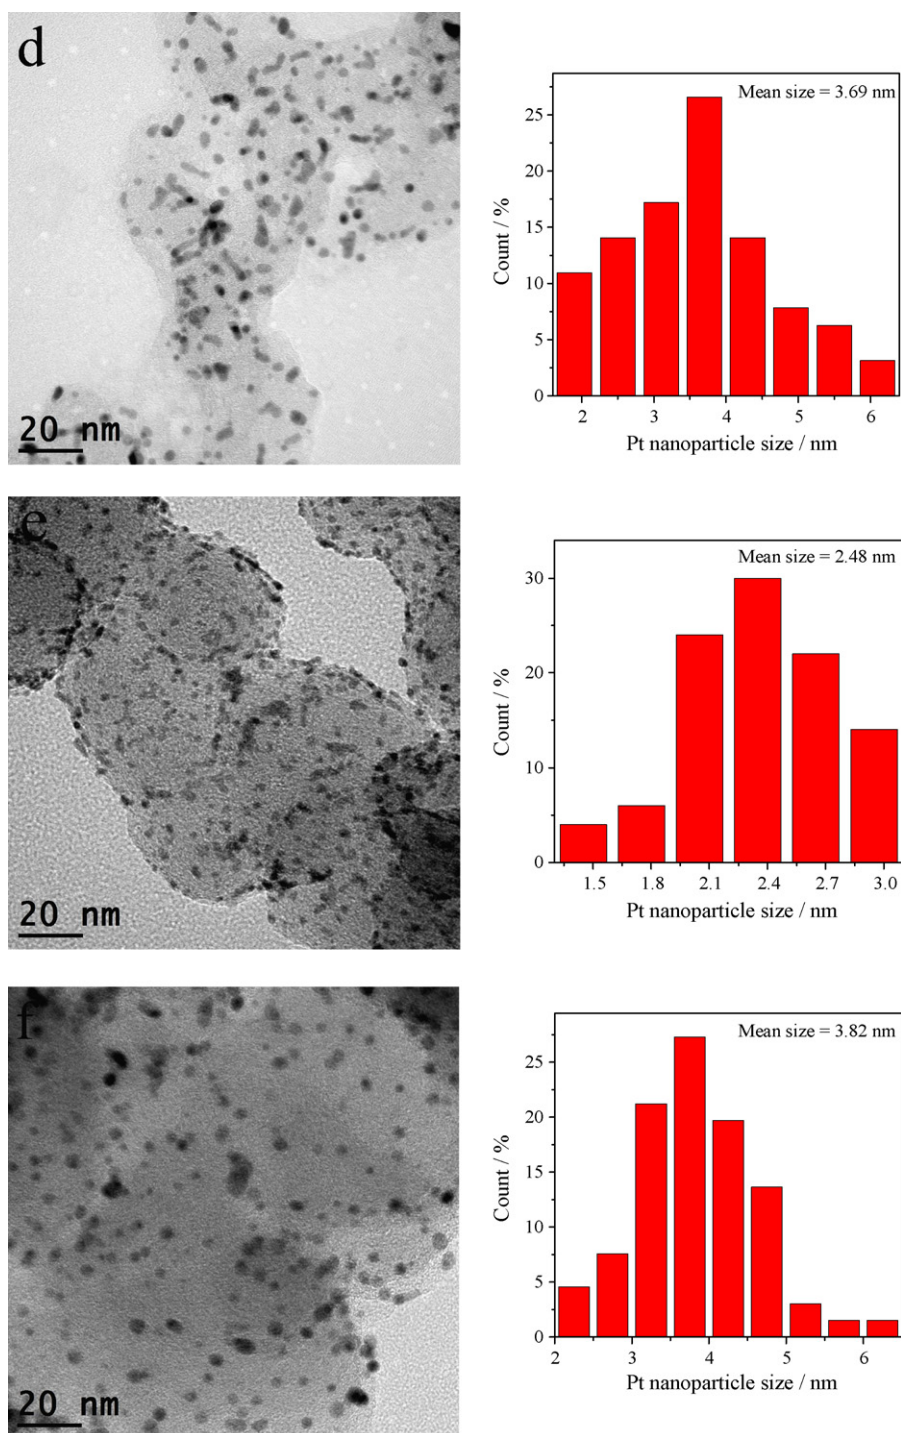 d
20 nm
Mean size = 3.69 nm
Count / %
25
20
15
10
5
0
2 3 4 5 6
Pt nanoparticle size / nm
e
20 nm
Mean size = 2.48 nm
Count / %
30
20
10
0
1.5 1.8 2.1 2.4 2.7 3.0
Pt nanoparticle size / nm
f
20 nm
Mean size = 3.82 nm
Count / %
25
20
15
10
5
0
2 3 4 5 6
Pt nanoparticle size / nm